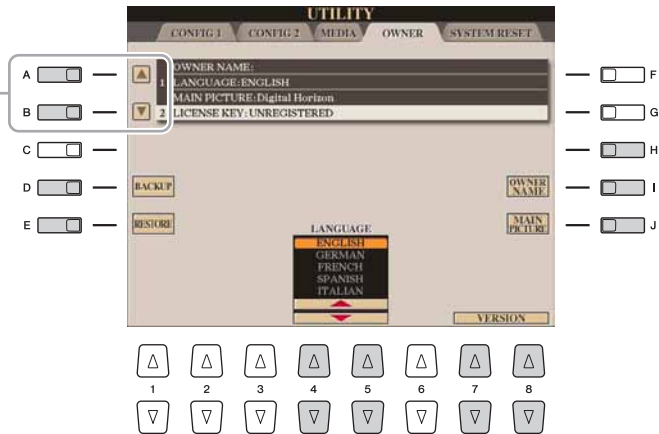 UTILITY
CONFIG 1 CONFIG 2 MEDIA OWNER SYSTEM RESET
OWNER NAME:
1 LANGUAGE:ENGLISH
MAIN PICTURE:Digital Horizon
2 LICENSE KEY: UNREGISTERED
A
B
C
D
E
F
G
H
I
J
BACKUP
RESTORE
OWNER
NAME
MAIN
PICTURE
LANGUAGE
ENGLISH
GERMAN
FRENCH
SPANISH
ITALIAN
VERSION
1 2 3 4 5 6 7 8